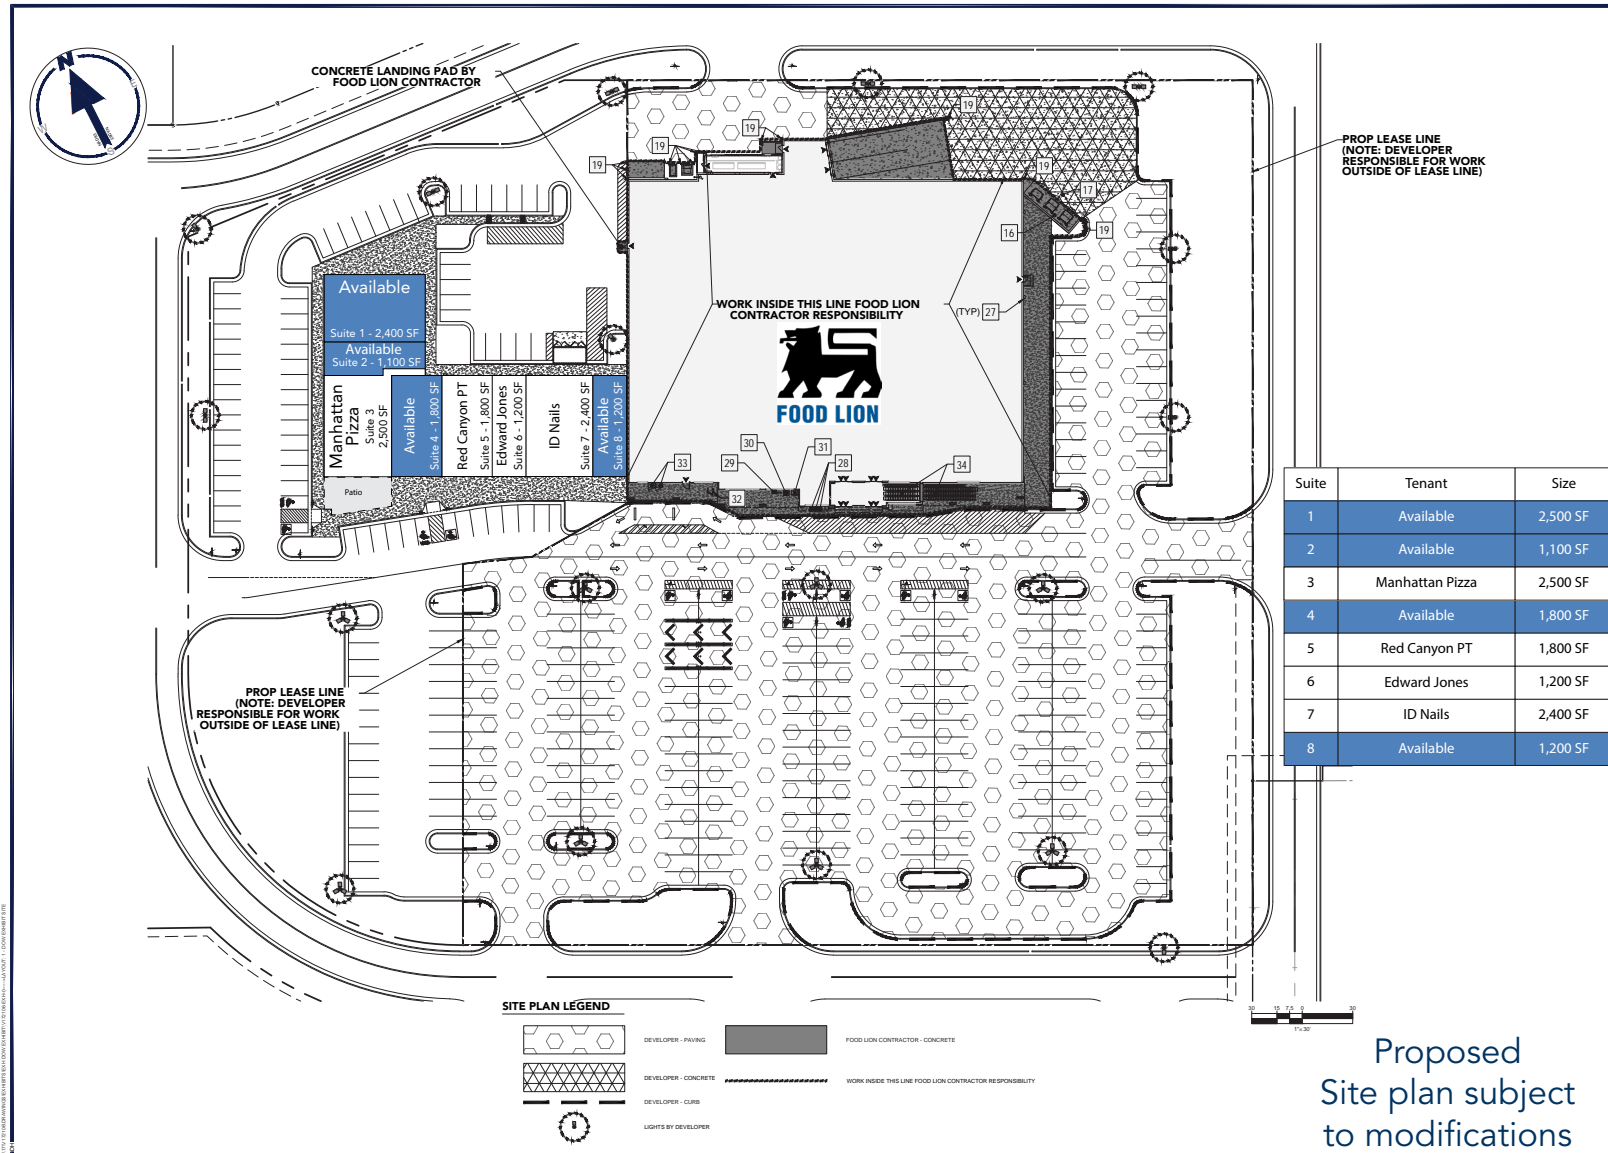 N
CONCRETE LANDING PAD BY
FOOD LION CONTRACTOR
19
19
19
19
19
17
19
16
PROP LEASE LINE
(NOTE: DEVELOPER
RESPONSIBLE FOR WORK
OUTSIDE OF LEASE LINE)
WORK INSIDE THIS LINE FOOD LION
CONTRACTOR RESPONSIBILITY
(TYP) 27
FOOD LION
Available
Suite 1 - 2,400 SF
Available
Suite 2 - 1,100 SF
Manhattan
Pizza
Suite 3
2,500 SF
Available
Suite 4 - 1,800 SF
Red Canyon PT
Suite 5 - 1,800 SF
Edward Jones
Suite 6 - 1,200 SF
ID Nails
Suite 7 - 2,400 SF
Available
Suite 8 - 1,200 SF
Patio
33
30
29
31
28
34
32
Suite Tenant Size
1 Available 2,500 SF
2 Available 1,100 SF
3 Manhattan Pizza 2,500 SF
4 Available 1,800 SF
5 Red Canyon PT 1,800 SF
6 Edward Jones 1,200 SF
7 ID Nails 2,400 SF
8 Available 1,200 SF
PROP LEASE LINE
(NOTE: DEVELOPER
RESPONSIBLE FOR WORK
OUTSIDE OF LEASE LINE)
SITE PLAN LEGEND
DEVELOPER - PAVING
FOOD LION CONTRACTOR - CONCRETE
DEVELOPER - CONCRETE
WORK INSIDE THIS LINE FOOD LION CONTRACTOR RESPONSIBILITY
DEVELOPER - CURB
LIGHTS BY DEVELOPER
30 15 7.5 0 30
1"=30'
Proposed
Site plan subject
to modifications